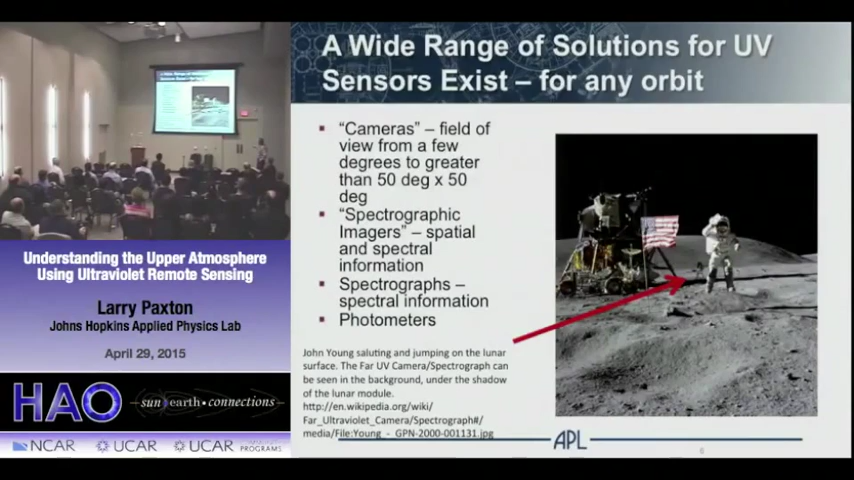 A Wide Range of Solutions for UV
Sensors Exist – for any orbit
"Cameras" – field of
view from a few
degrees to greater
than 50 deg x 50
deg
"Spectrographic
Imagers" – spatial
and spectral
information
Spectrographs –
spectral information
Photometers
John Young saluting and jumping on the lunar
surface. The Far UV Camera/Spectrograph can
be seen in the background, under the shadow
of the lunar module.
http://en.wikipedia.org/wiki/
Far_Ultraviolet_Camera/Spectrograph#/
media/File:Young_-_GPN-2000-001131.jpg
APL
6
Understanding the Upper Atmosphere
Using Ultraviolet Remote Sensing
Larry Paxton
Johns Hopkins Applied Physics Lab
April 29, 2015
HAO sun•earth•connections
NCAR UCAR UCAR PROGRAMS